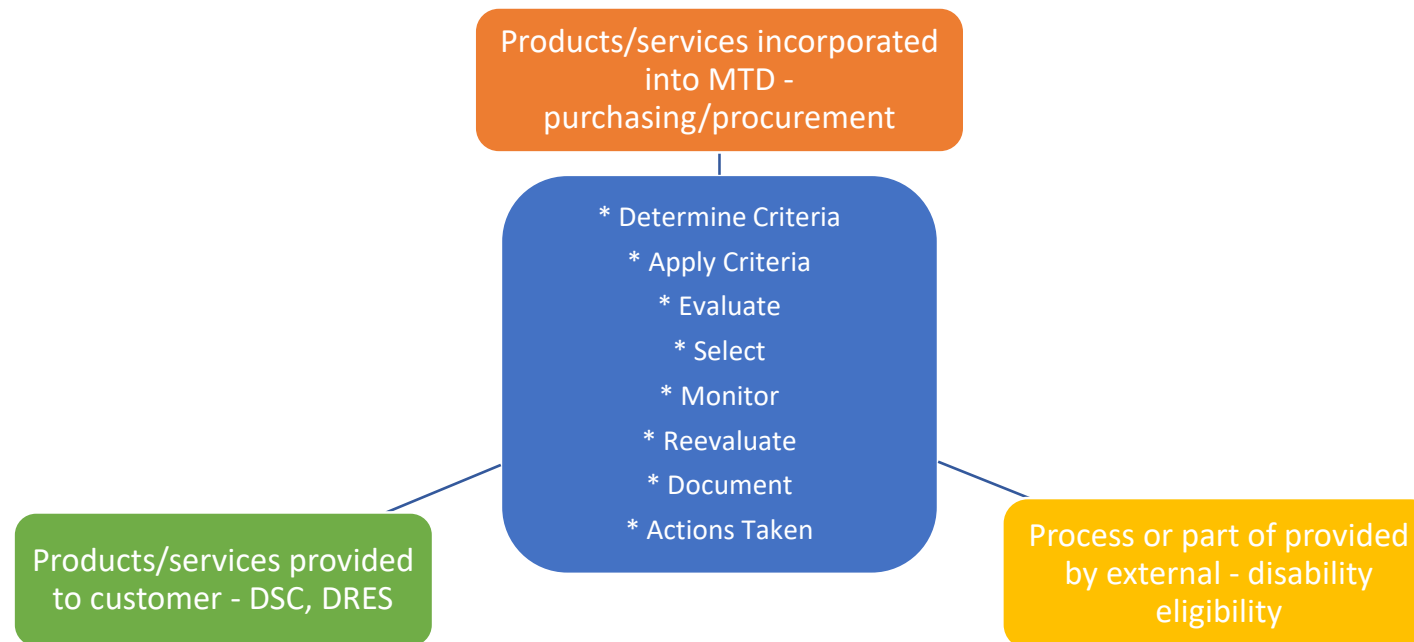 Products/services incorporated
into MTD -
purchasing/procurement
* Determine Criteria
* Apply Criteria
* Evaluate
* Select
* Monitor
* Reevaluate
* Document
* Actions Taken
Products/services provided
to customer - DSC, DRES
Process or part of provided
by external - disability
eligibility